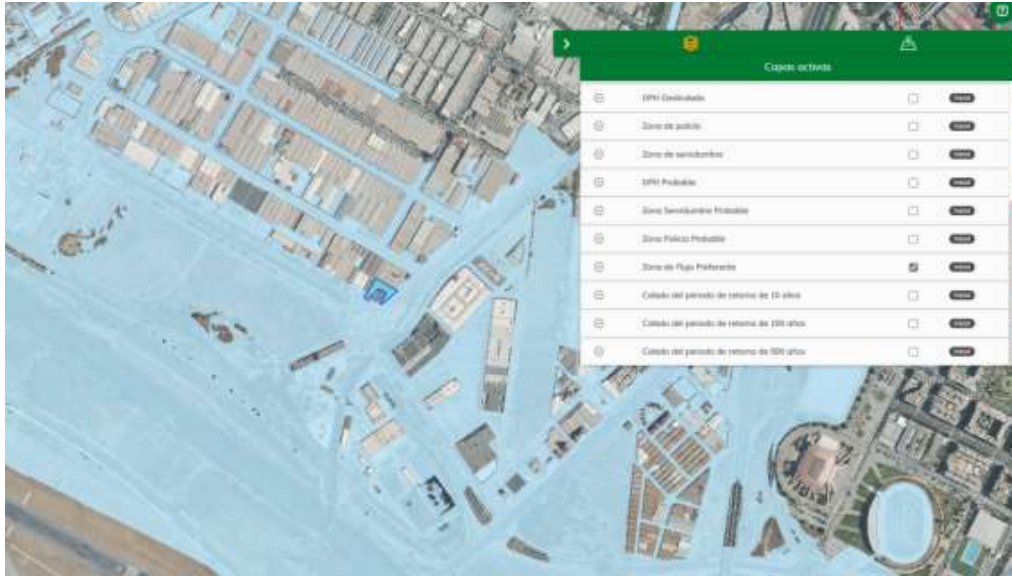 Capas activas
DPH Deslindado
Zona de policía
Zona de servidumbre
DPH Probable
Zona Servidumbre Probable
Zona Policía Probable
Zona de Flujo Preferente
Calado del periodo de retorno de 10 años
Calado del periodo de retorno de 100 años
Calado del periodo de retorno de 500 años